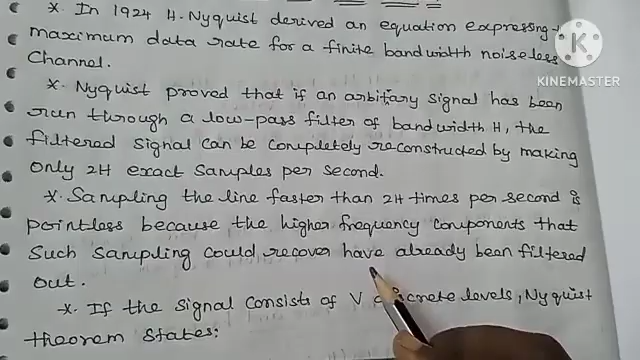 *. In 1924 H. Nyquist derived an equation expressing
maximum data rate for a finite bandwidth noiseless
Channel.
KINEMASTER
*. Nyquist proved that if an arbitiary signal has been
run through a low-pass filter of bandwidth H, the
filtered signal can be completely reconstructed by making
only 2H exact samples per second.
*. Sampling the line faster than 2H times per second is
pointless because the higher frequency components that
such sampling could recover have already been filtered
out.
*. If the signal consists of V levels, Nyquist
theorem states: